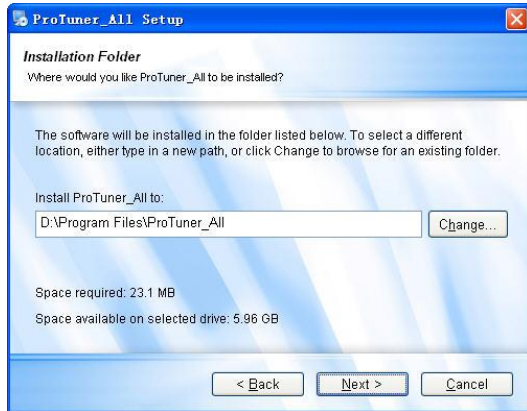 ProTuner_All Setup
Installation Folder
Where would you like ProTuner_All to be installed?
The software will be installed in the folder listed below. To select a different
location, either type in a new path, or click Change to browse for an existing folder.
Install ProTuner_All to:
D:\Program Files\ProTuner_All
Change...
Space required: 23.1 MB
Space available on selected drive: 5.96 GB
< Back
Next >
Cancel